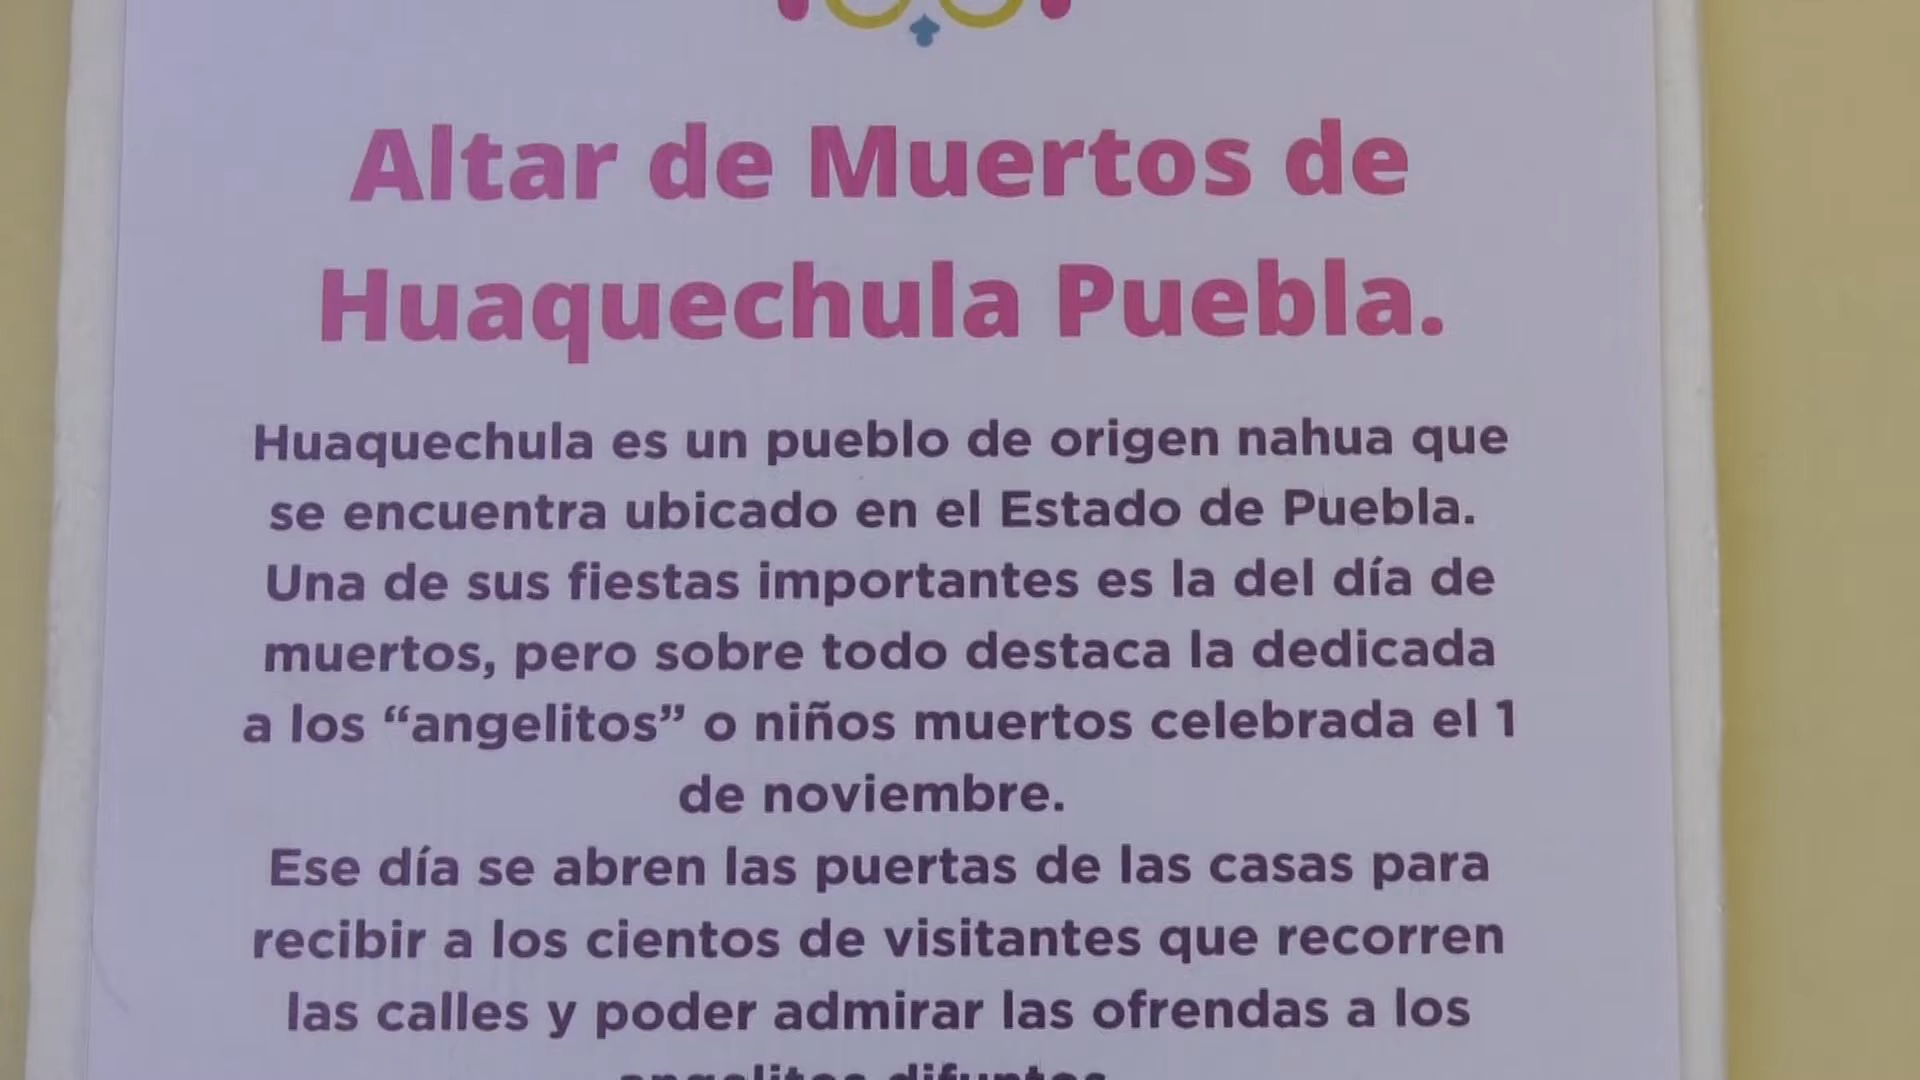 Altar de Muertos de
Huaquechula Puebla.
Huaquechula es un pueblo de origen nahua que
se encuentra ubicado en el Estado de Puebla.
Una de sus fiestas importantes es la del día de
muertos, pero sobre todo destaca la dedicada
a los “angelitos” o niños muertos celebrada el 1
de noviembre.
Ese día se abren las puertas de las casas para
recibir a los cientos de visitantes que recorren
las calles y poder admirar las ofrendas a los
angelitos difuntos